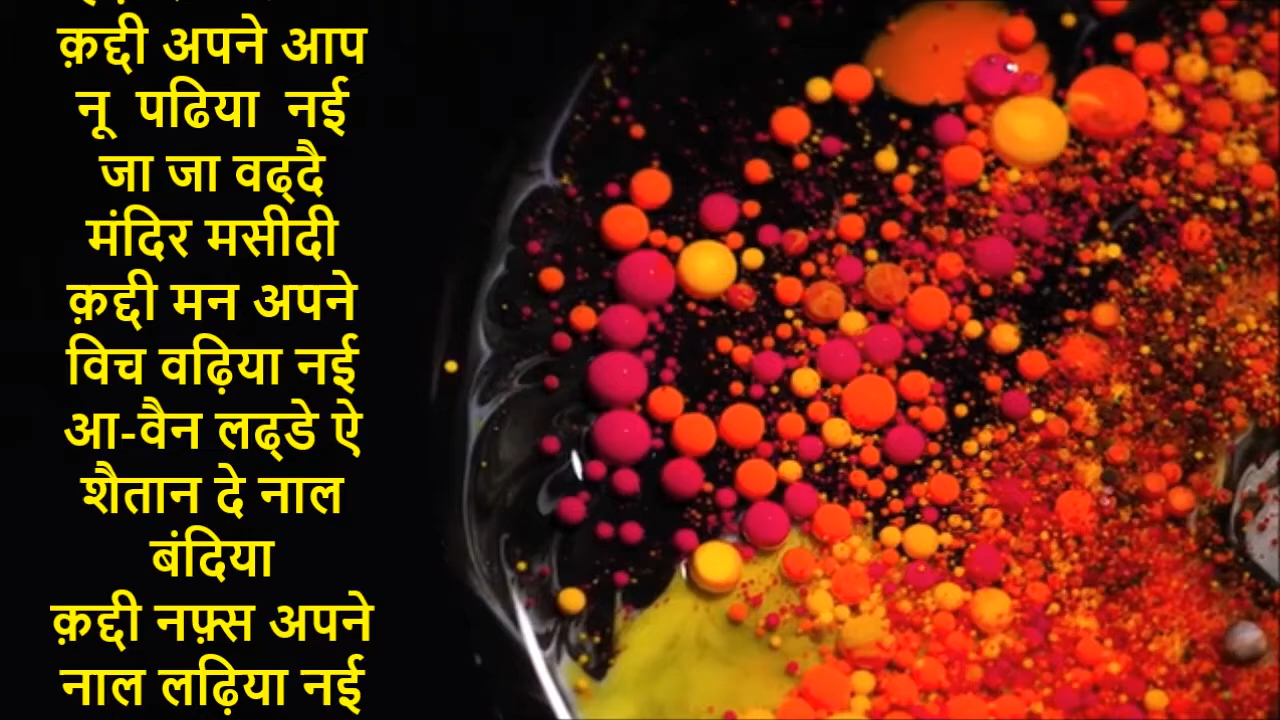 क़द्दी अपने आप
नू पढिया नई
जा जा वढ्दै
मंदिर मसीदी
क़द्दी मन अपने
विच वढ़िया नई
आ-वैन लढ्डे ऐ
शैतान दे नाल
बंदिया
क़द्दी नफ़्स अपने
नाल लढ़िया नई